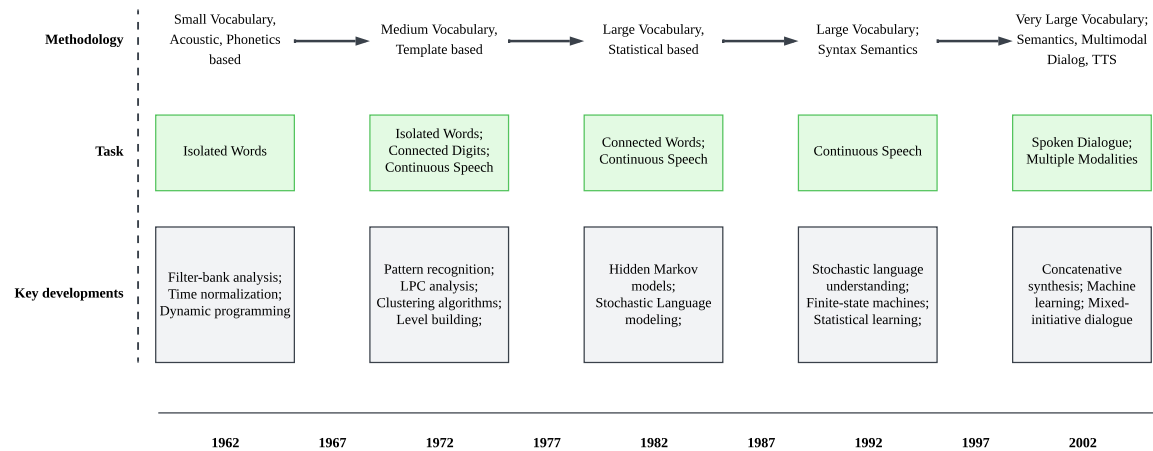 Methodology
Small Vocabulary,
Acoustic, Phonetics
based
Medium Vocabulary,
Template based
Large Vocabulary,
Statistical based
Large Vocabulary;
Syntax Semantics
Very Large Vocabulary;
Semantics, Multimodal
Dialog, TTS
Task
Isolated Words
Isolated Words;
Connected Digits;
Continuous Speech
Connected Words;
Continuous Speech
Continuous Speech
Spoken Dialogue;
Multiple Modalities
Key developments
Filter-bank analysis;
Time normalization;
Dynamic programming
Pattern recognition;
LPC analysis;
Clustering algorithms;
Level building;
Hidden Markov
models;
Stochastic Language
modeling;
Stochastic language
understanding;
Finite-state machines;
Statistical learning;
Concatenative
synthesis; Machine
learning; Mixed-
initiative dialogue
1962 1967 1972 1977 1982 1987 1992 1997 2002